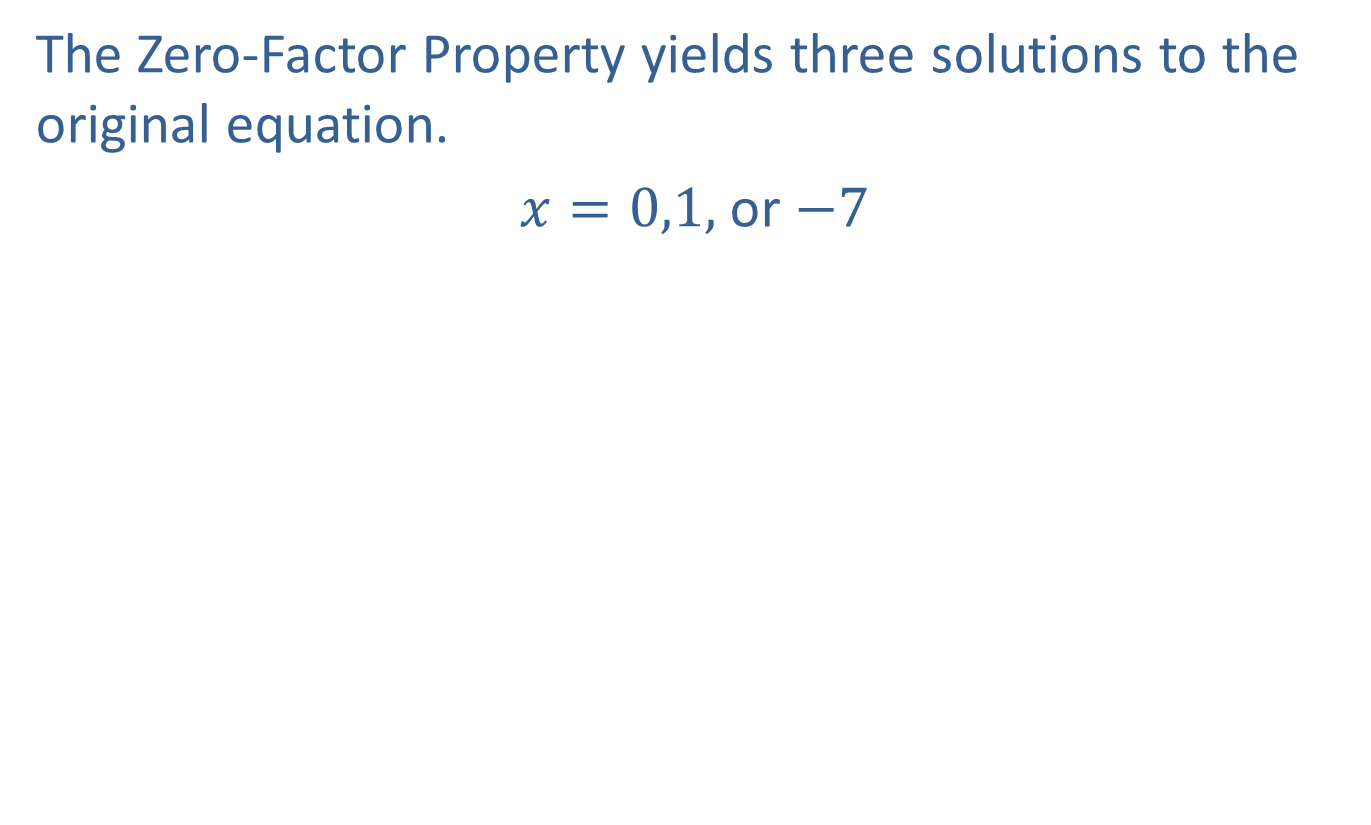 The Zero-Factor Property yields three solutions to the
original equation.
x = 0,1, or −7